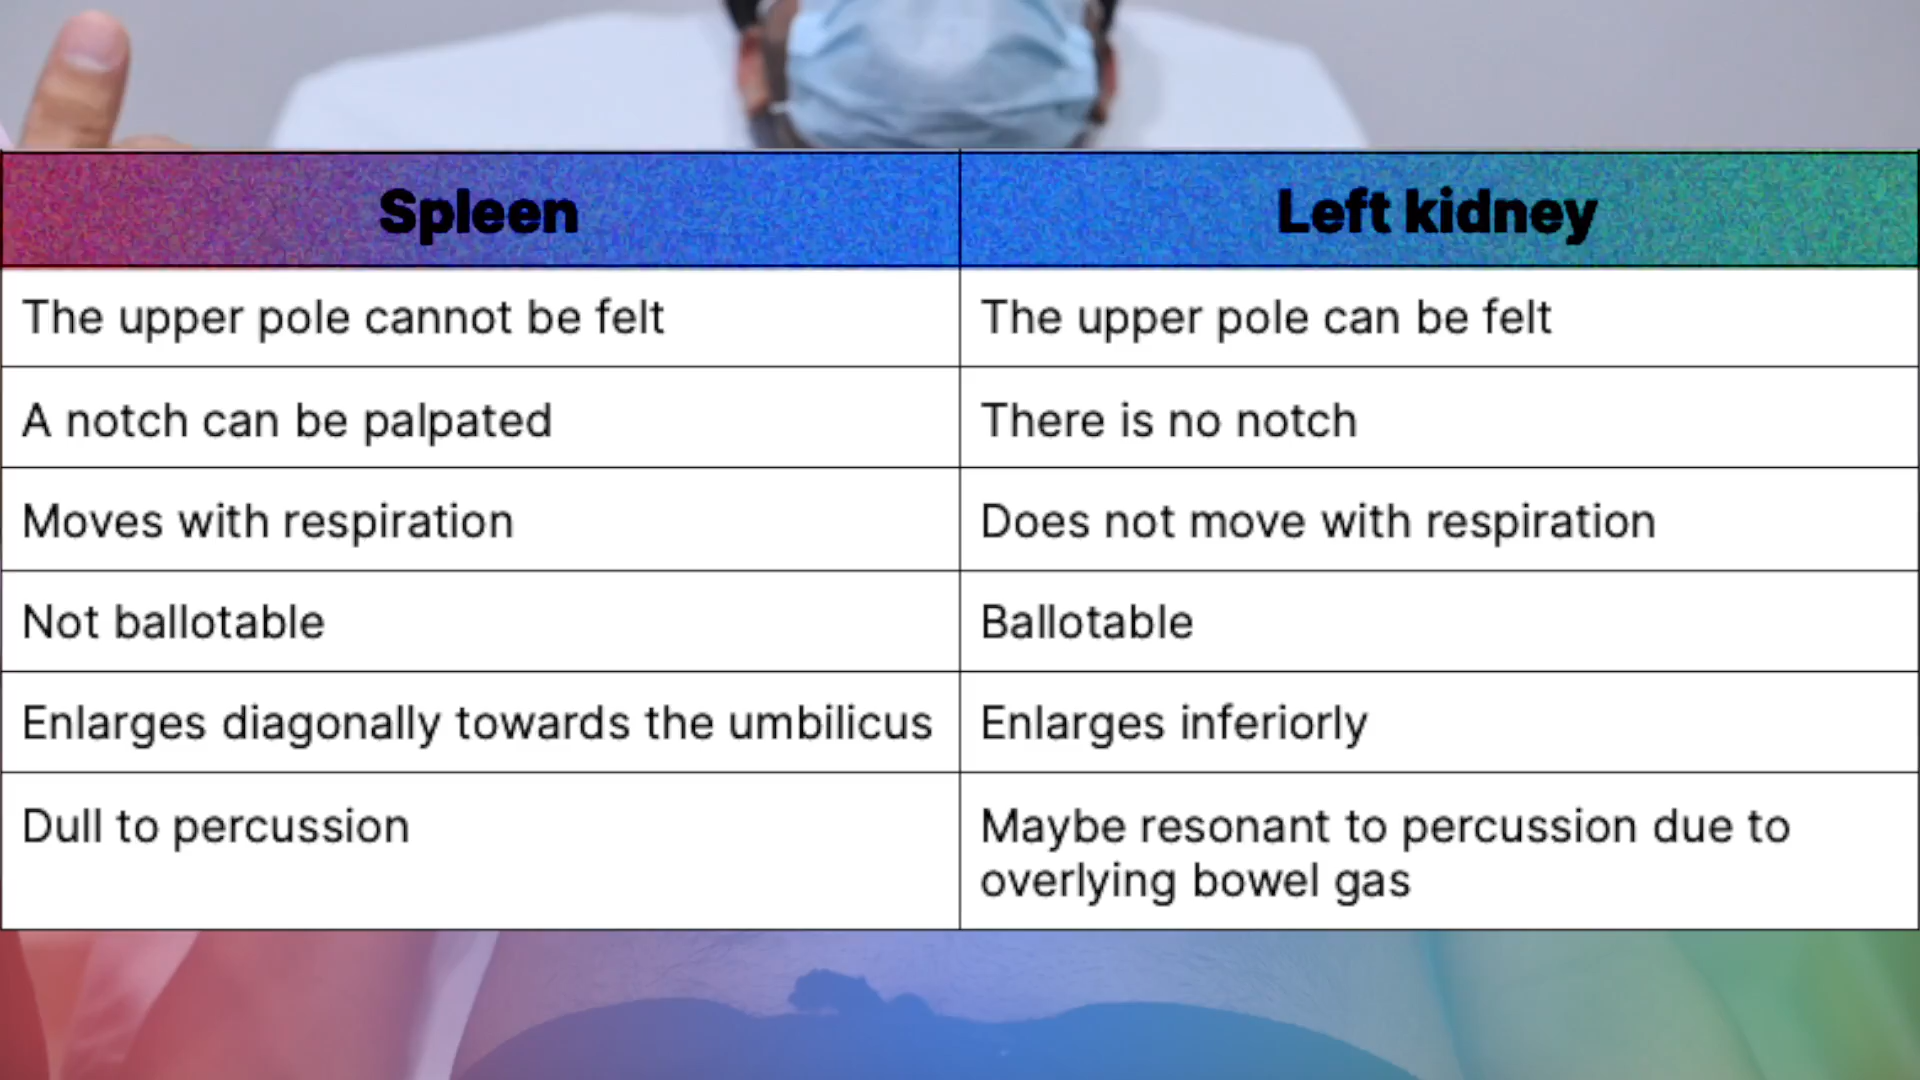 Spleen
Left kidney
The upper pole cannot be felt
The upper pole can be felt
A notch can be palpated
There is no notch
Moves with respiration
Does not move with respiration
Not ballotable
Ballotable
Enlarges diagonally towards the umbilicus
Enlarges inferiorly
Dull to percussion
Maybe resonant to percussion due to
overlying bowel gas